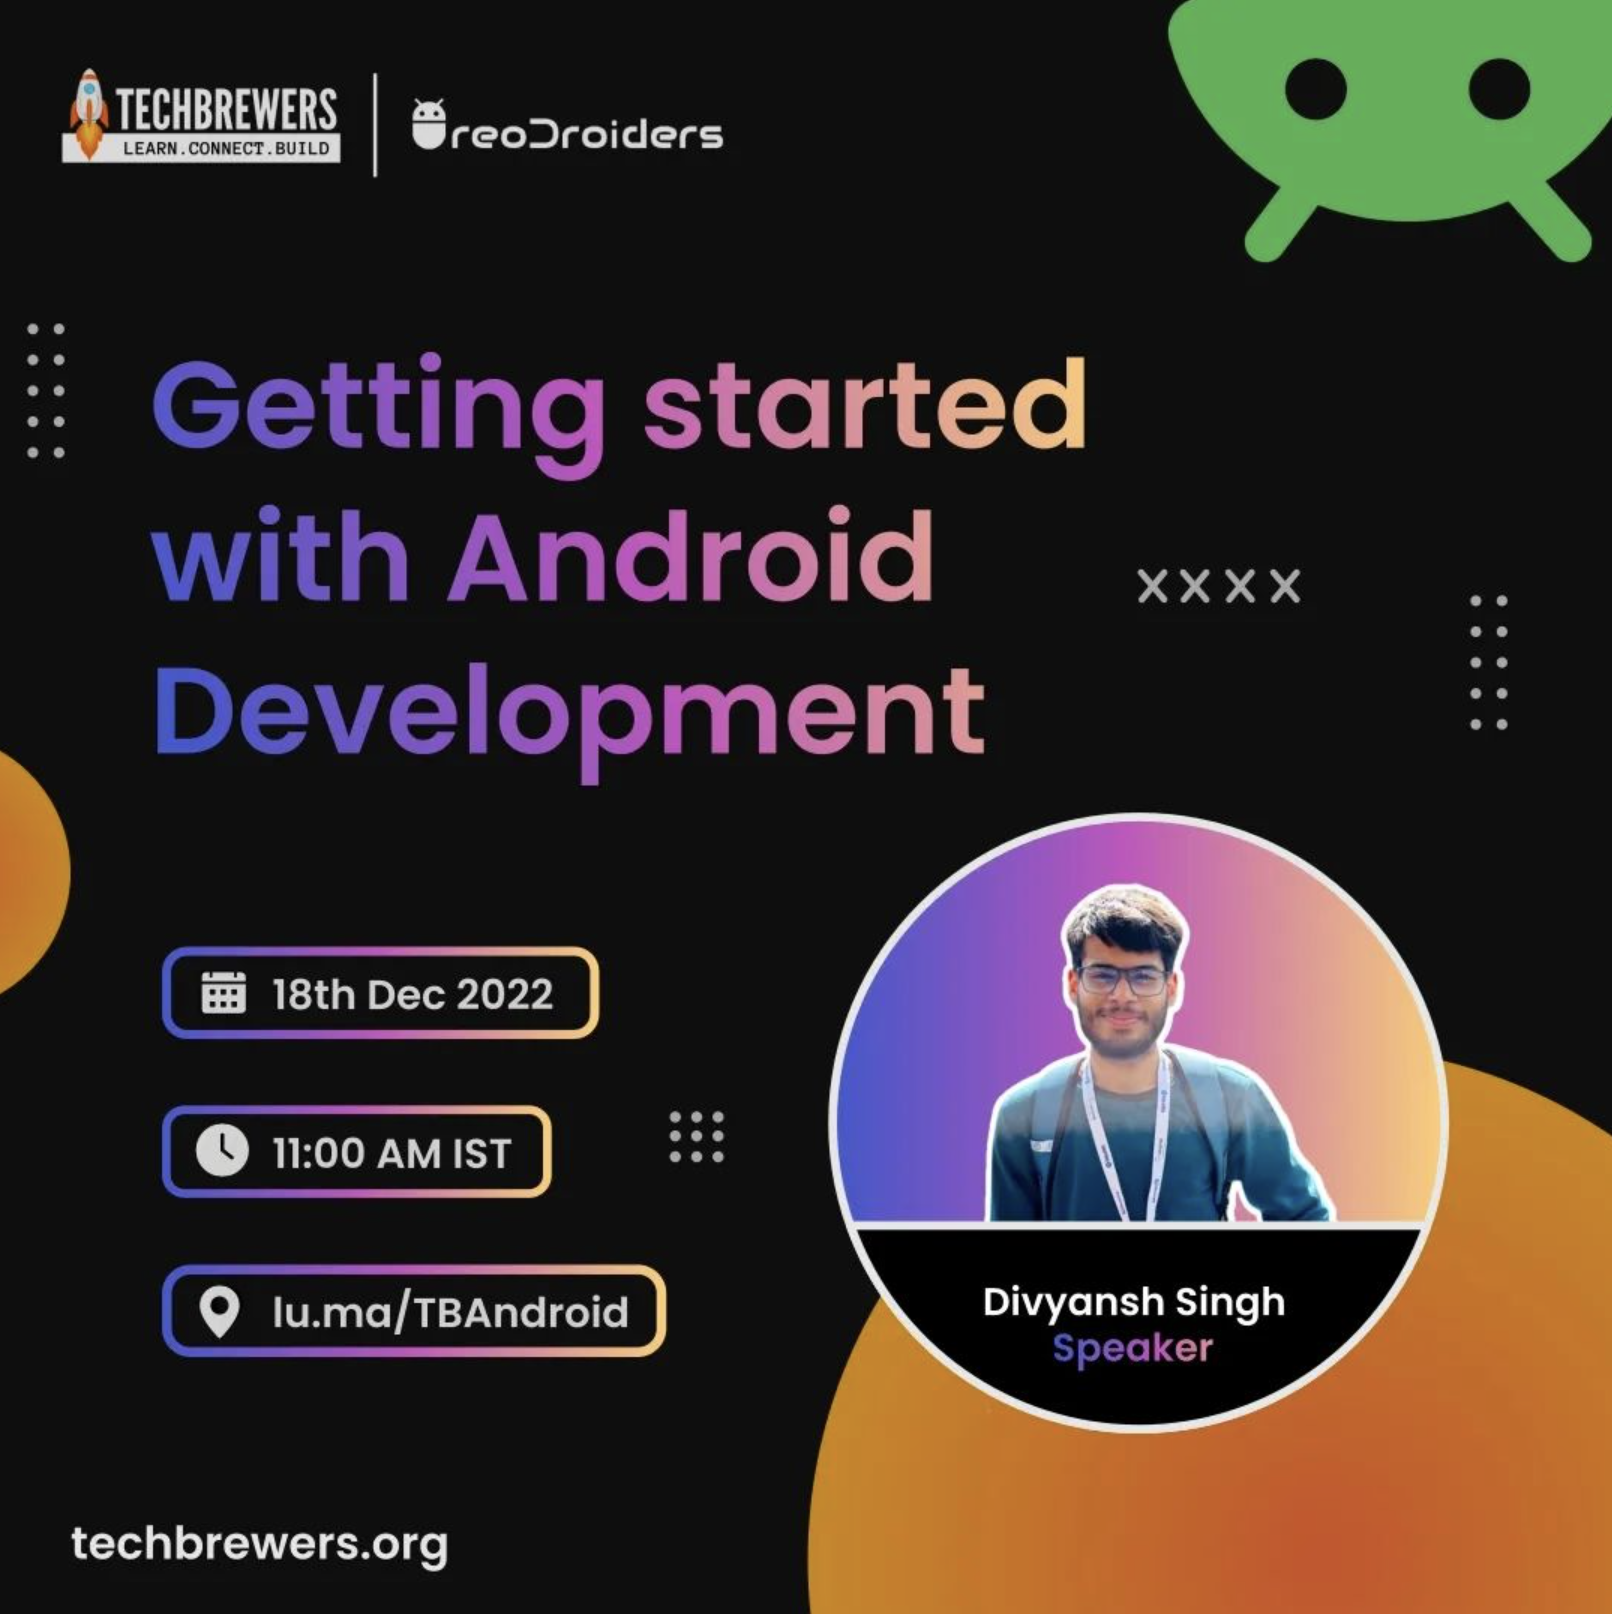 TECHBREWERS
LEARN.CONNECT.BUILD
OreoDroiders
Getting started
with Android
Development
xxxx
18th Dec 2022
11:00 AM IST
lu.ma/TBAndroid
Divyansh Singh
Speaker
techbrewers.org